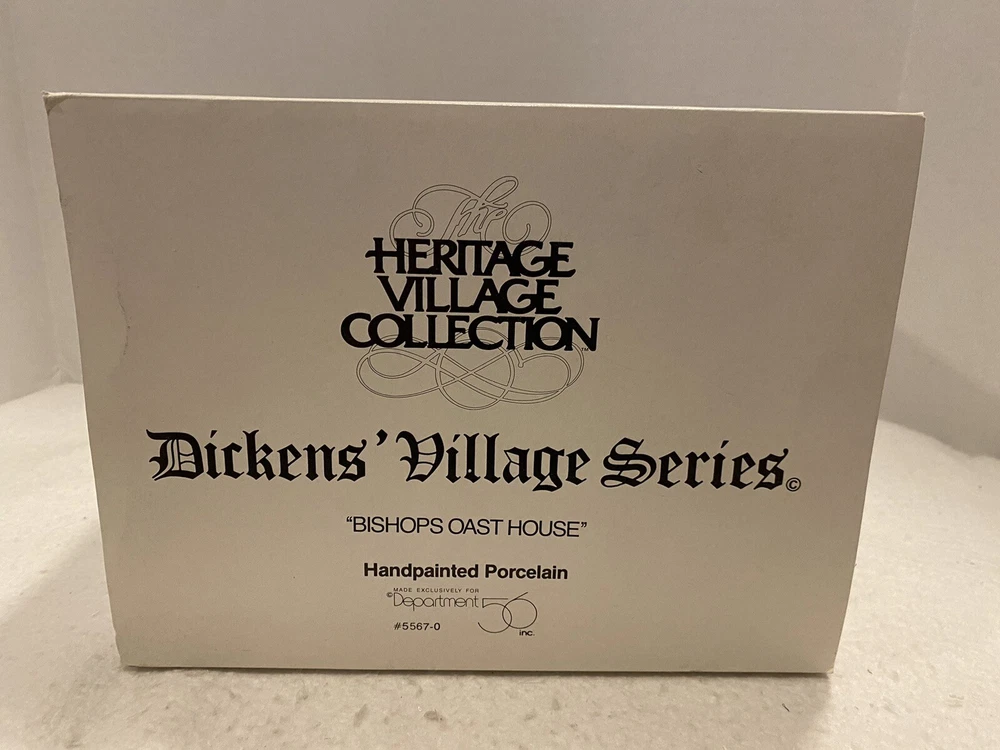 The
HERITAGE
VILLAGE
COLLECTION™
Dickens' Village Series©
“BISHOPS OAST HOUSE”
Handpainted Porcelain
MADE EXCLUSIVELY FOR
©Department 56 inc.
#5567-0